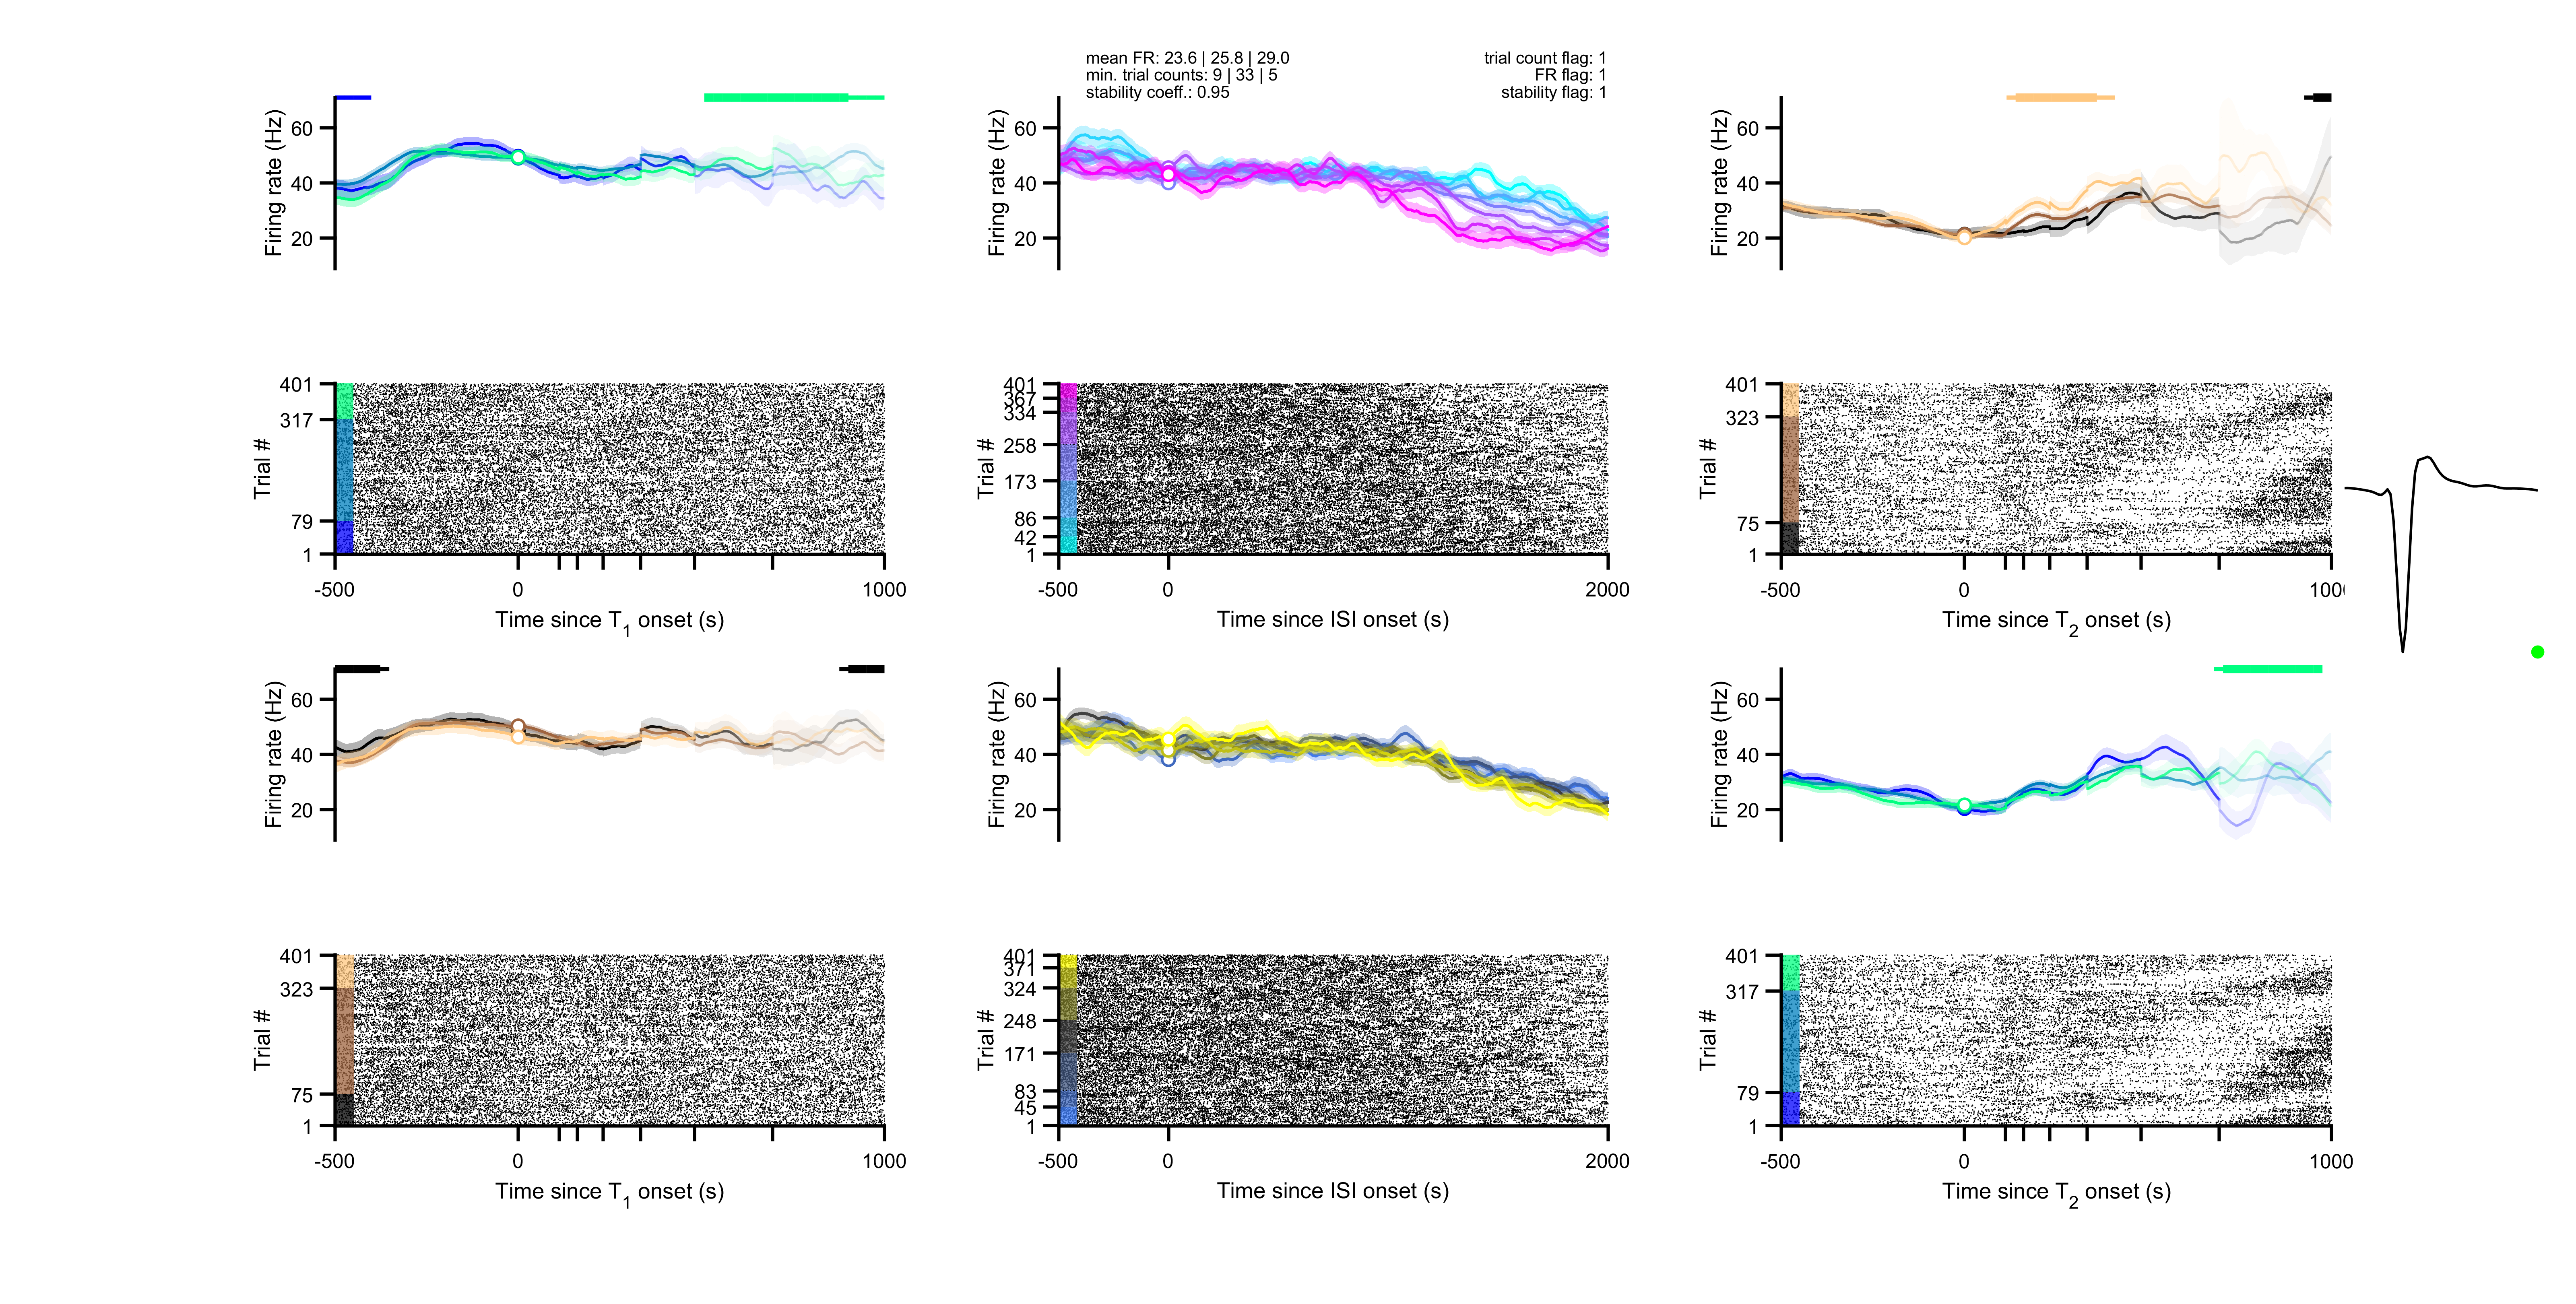 mean FR: 23.6 | 25.8 | 29.0
min. trial counts: 9 | 33 | 5
stability coeff.: 0.95
trial count flag: 1
FR flag: 1
stability flag: 1
Firing rate (Hz)
60
40
20
Firing rate (Hz)
60
40
20
Firing rate (Hz)
60
40
20
Trial #
401
317
79
1
-500
0
1000
Time since T1 onset (s)
Trial #
401
367
334
258
173
86
42
1
-500
0
2000
Time since ISI onset (s)
Trial #
401
323
75
1
-500
0
Time since T2 onset (s)
Firing rate (Hz)
60
40
20
Firing rate (Hz)
60
40
20
Firing rate (Hz)
60
40
20
Trial #
401
323
75
1
-500
0
1000
Time since T1 onset (s)
Trial #
401
371
324
248
171
83
45
1
-500
0
2000
Time since ISI onset (s)
Trial #
401
317
79
1
-500
0
1000
Time since T2 onset (s)